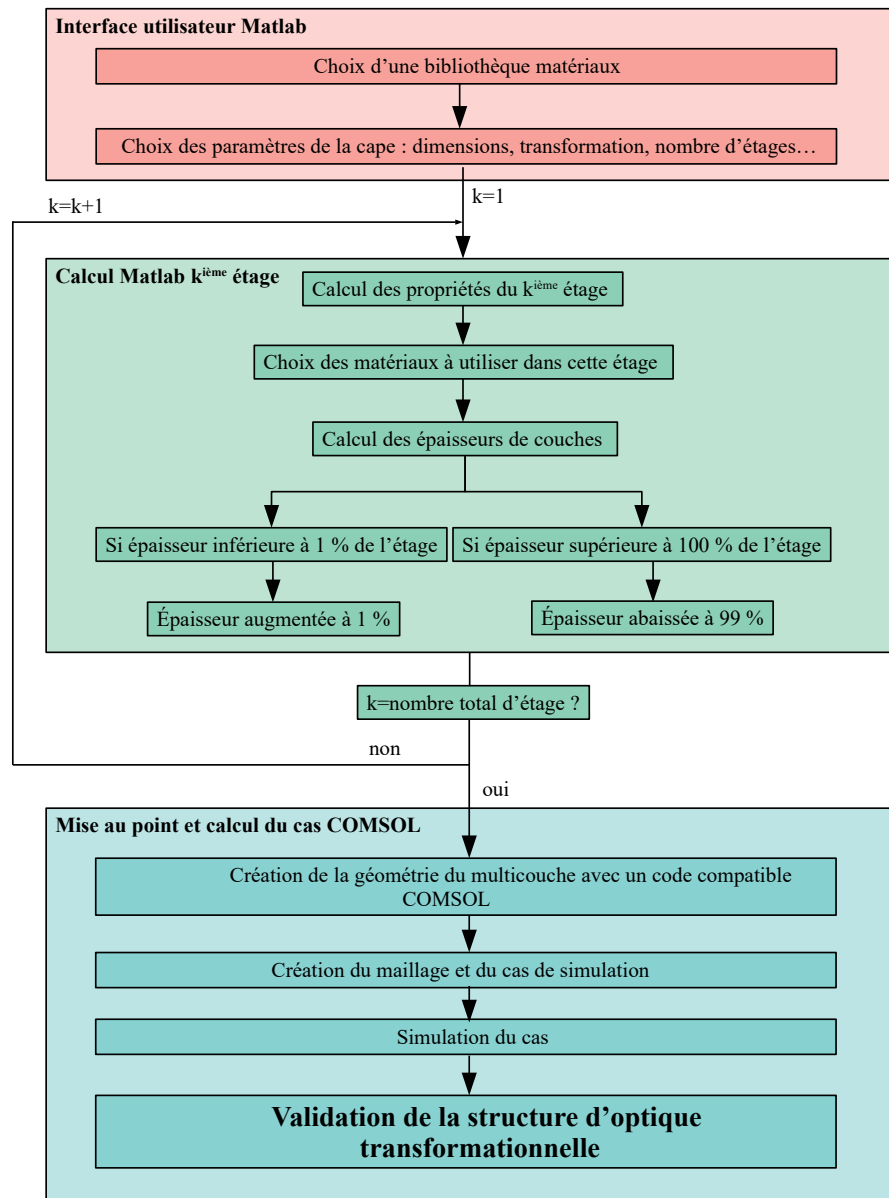 Interface utilisateur Matlab
Choix d’une bibliothèque matériaux
Choix des paramètres de la cape : dimensions, transformation, nombre d’étages…
k=k+1
k=1
Calcul Matlab kième étage
Calcul des propriétés du kième étage
Choix des matériaux à utiliser dans cette étage
Calcul des épaisseurs de couches
Si épaisseur inférieure à 1 % de l’étage
Si épaisseur supérieure à 100 % de l’étage
Épaisseur augmentée à 1 %
Épaisseur abaissée à 99 %
k=nombre total d’étage ?
non
oui
Mise au point et calcul du cas COMSOL
Création de la géométrie du multicouche avec un code compatible
COMSOL
Création du maillage et du cas de simulation
Simulation du cas
Validation de la structure d’optique
transformationnelle